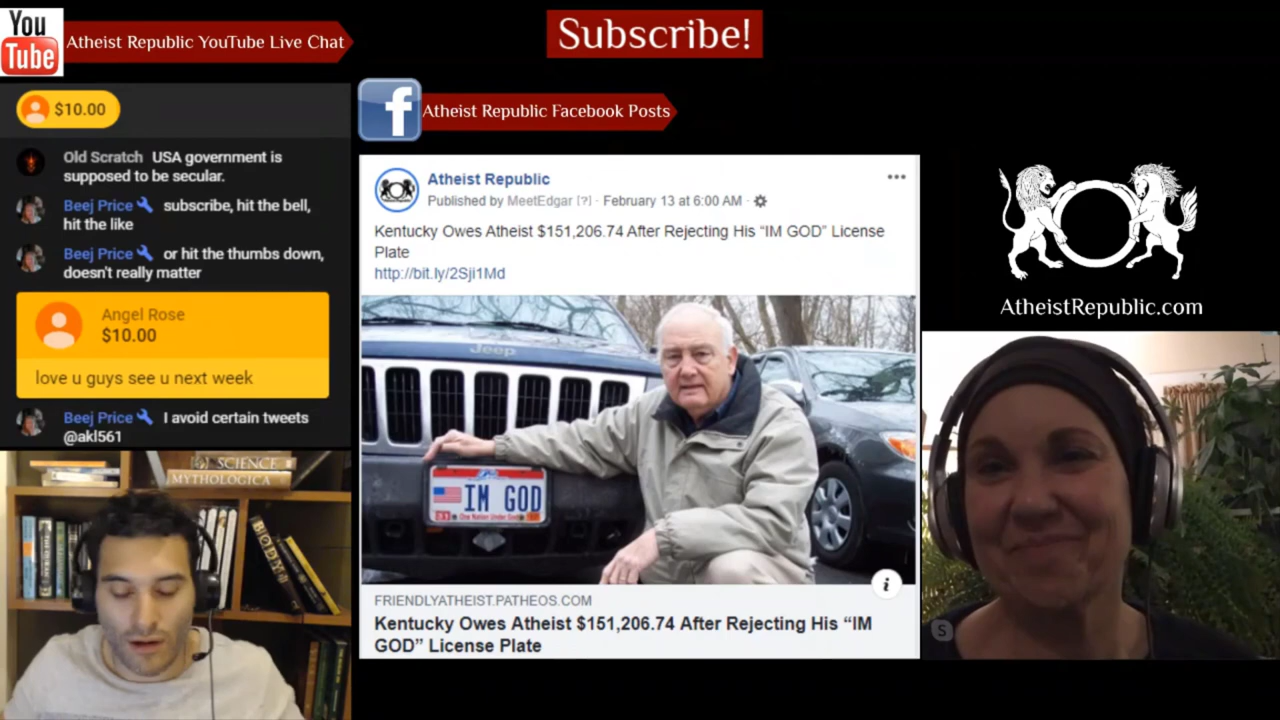 You
Tube
Atheist Republic YouTube Live Chat
Subscribe!
$10.00
Old Scratch USA government is
supposed to be secular.
Beej Price subscribe, hit the bell,
hit the like
Beej Price or hit the thumbs down,
doesn't really matter
Angel Rose
$10.00
love u guys see u next week
Beej Price I avoid certain tweets
@akl561
f
Atheist Republic Facebook Posts
Atheist Republic
Published by MeetEdgar [?] · February 13 at 6:00 AM ·
Kentucky Owes Atheist $151,206.74 After Rejecting His “IM GOD” License
Plate
http://bit.ly/2Sji1Md
Jeep
IM GOD
One Nation Under God
i
FRIENDLYATHEIST.PATHEOS.COM
Kentucky Owes Atheist $151,206.74 After Rejecting His “IM
GOD” License Plate
AtheistRepublic.com
SCIENCE
MYTHOLOGICA
S